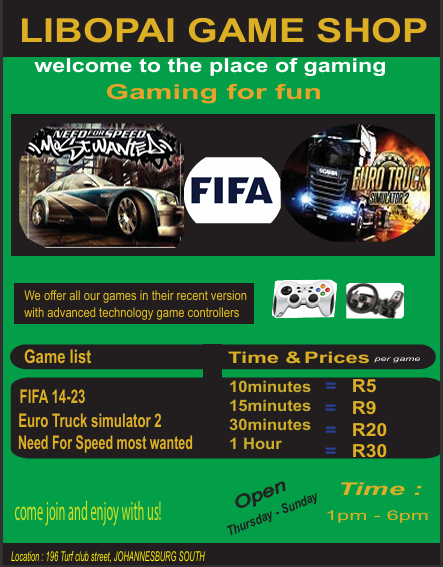 LIBOPAI GAME SHOP
welcome to the place of gaming
Gaming for fun
NEED FOR SPEED
MOST WANTED
FIFA
SCANIA
EURO TRUCK
SIMULATOR 2
We offer all our games in their recent version
with advanced technology game controllers
Game list
Time & Prices per game
FIFA 14-23
Euro Truck simulator 2
Need For Speed most wanted
10minutes = R5
15minutes = R9
30minutes = R20
1 Hour = R30
come join and enjoy with us!
Open
Thursday - Sunday
Time :
1pm - 6pm
Location : 196 Turf club street, JOHANNESBURG SOUTH